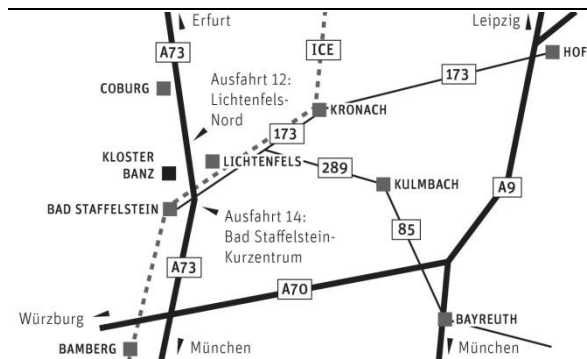 Erfurt
Leipzig
A73
ICE
HOF
173
COBURG
Ausfahrt 12:
Lichtenfels-
Nord
KRONACH
173
KLOSTER
BANZ
LICHTENFELS
289
KULMBACH
A9
BAD STAFFELSTEIN
Ausfahrt 14:
Bad Staffelstein-
Kurzentrum
85
A73
A70
Würzburg
BAYREUTH
BAMBERG
München
München